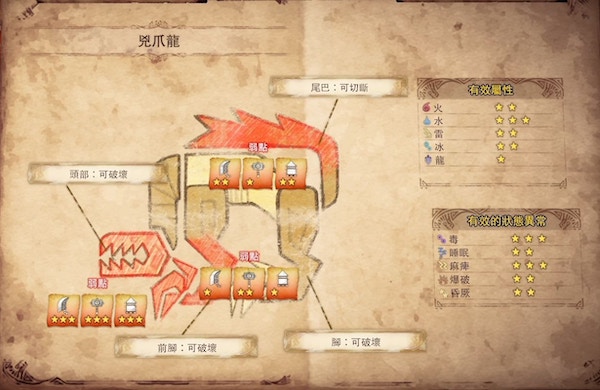 兇爪龍
尾巴：可切斷
有效屬性
火
水
雷
冰
龍
弱點
頭部：可破壞
有效的狀態異常
毒
睡眠
麻痺
爆破
昏厥
弱點
弱點
前腳：可破壞
腳：可破壞